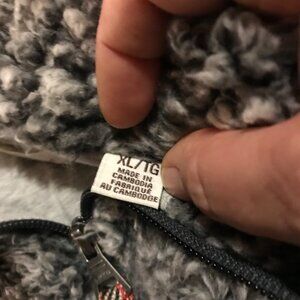 XL/TG
MADE IN
CAMBODIA
FABRIQUÉ
AU CAMBODGE